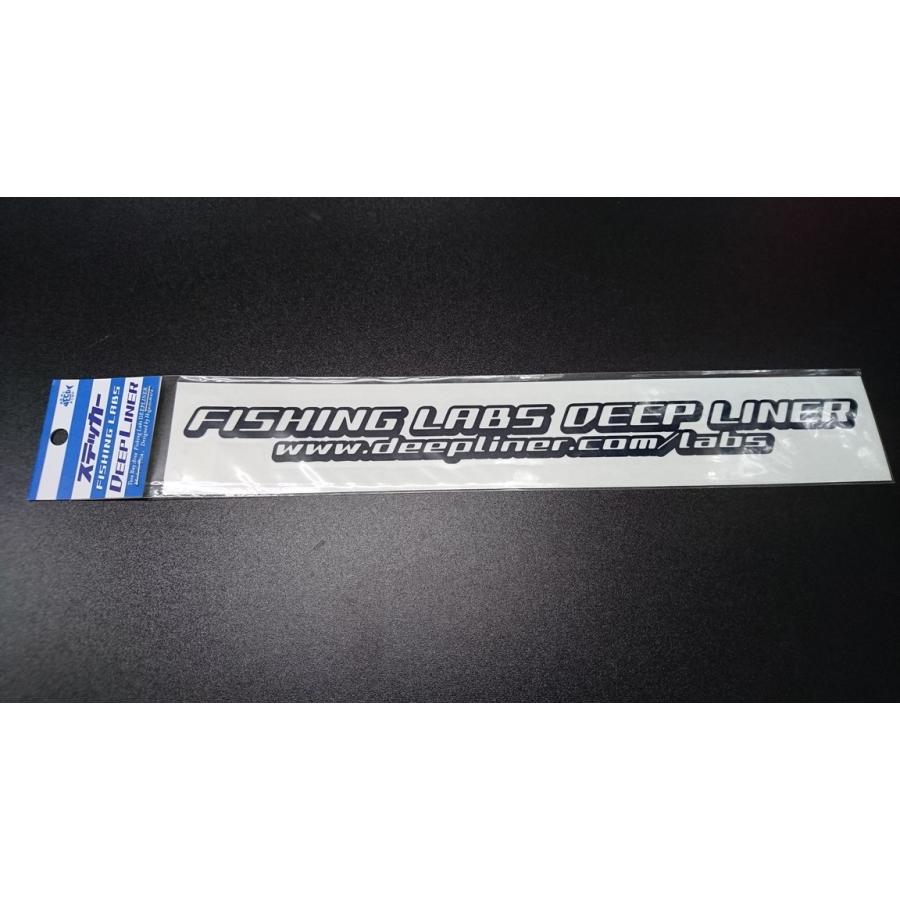 ステッカー
FISHING LABS
DEEP LINER
FISHING LABS DEEP LINER
www.deepliner.com/labs